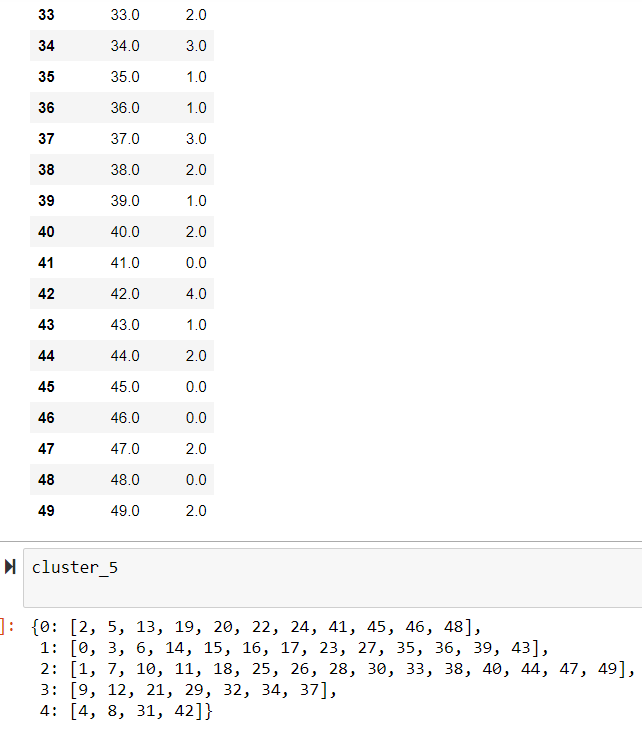 33 33.0 2.0
34 34.0 3.0
35 35.0 1.0
36 36.0 1.0
37 37.0 3.0
38 38.0 2.0
39 39.0 1.0
40 40.0 2.0
41 41.0 0.0
42 42.0 4.0
43 43.0 1.0
44 44.0 2.0
45 45.0 0.0
46 46.0 0.0
47 47.0 2.0
48 48.0 0.0
49 49.0 2.0
cluster_5
]: {0: [2, 5, 13, 19, 20, 22, 24, 41, 45, 46, 48],
1: [0, 3, 6, 14, 15, 16, 17, 23, 27, 35, 36, 39, 43],
2: [1, 7, 10, 11, 18, 25, 26, 28, 30, 33, 38, 40, 44, 47, 49],
3: [9, 12, 21, 29, 32, 34, 37],
4: [4, 8, 31, 42]}